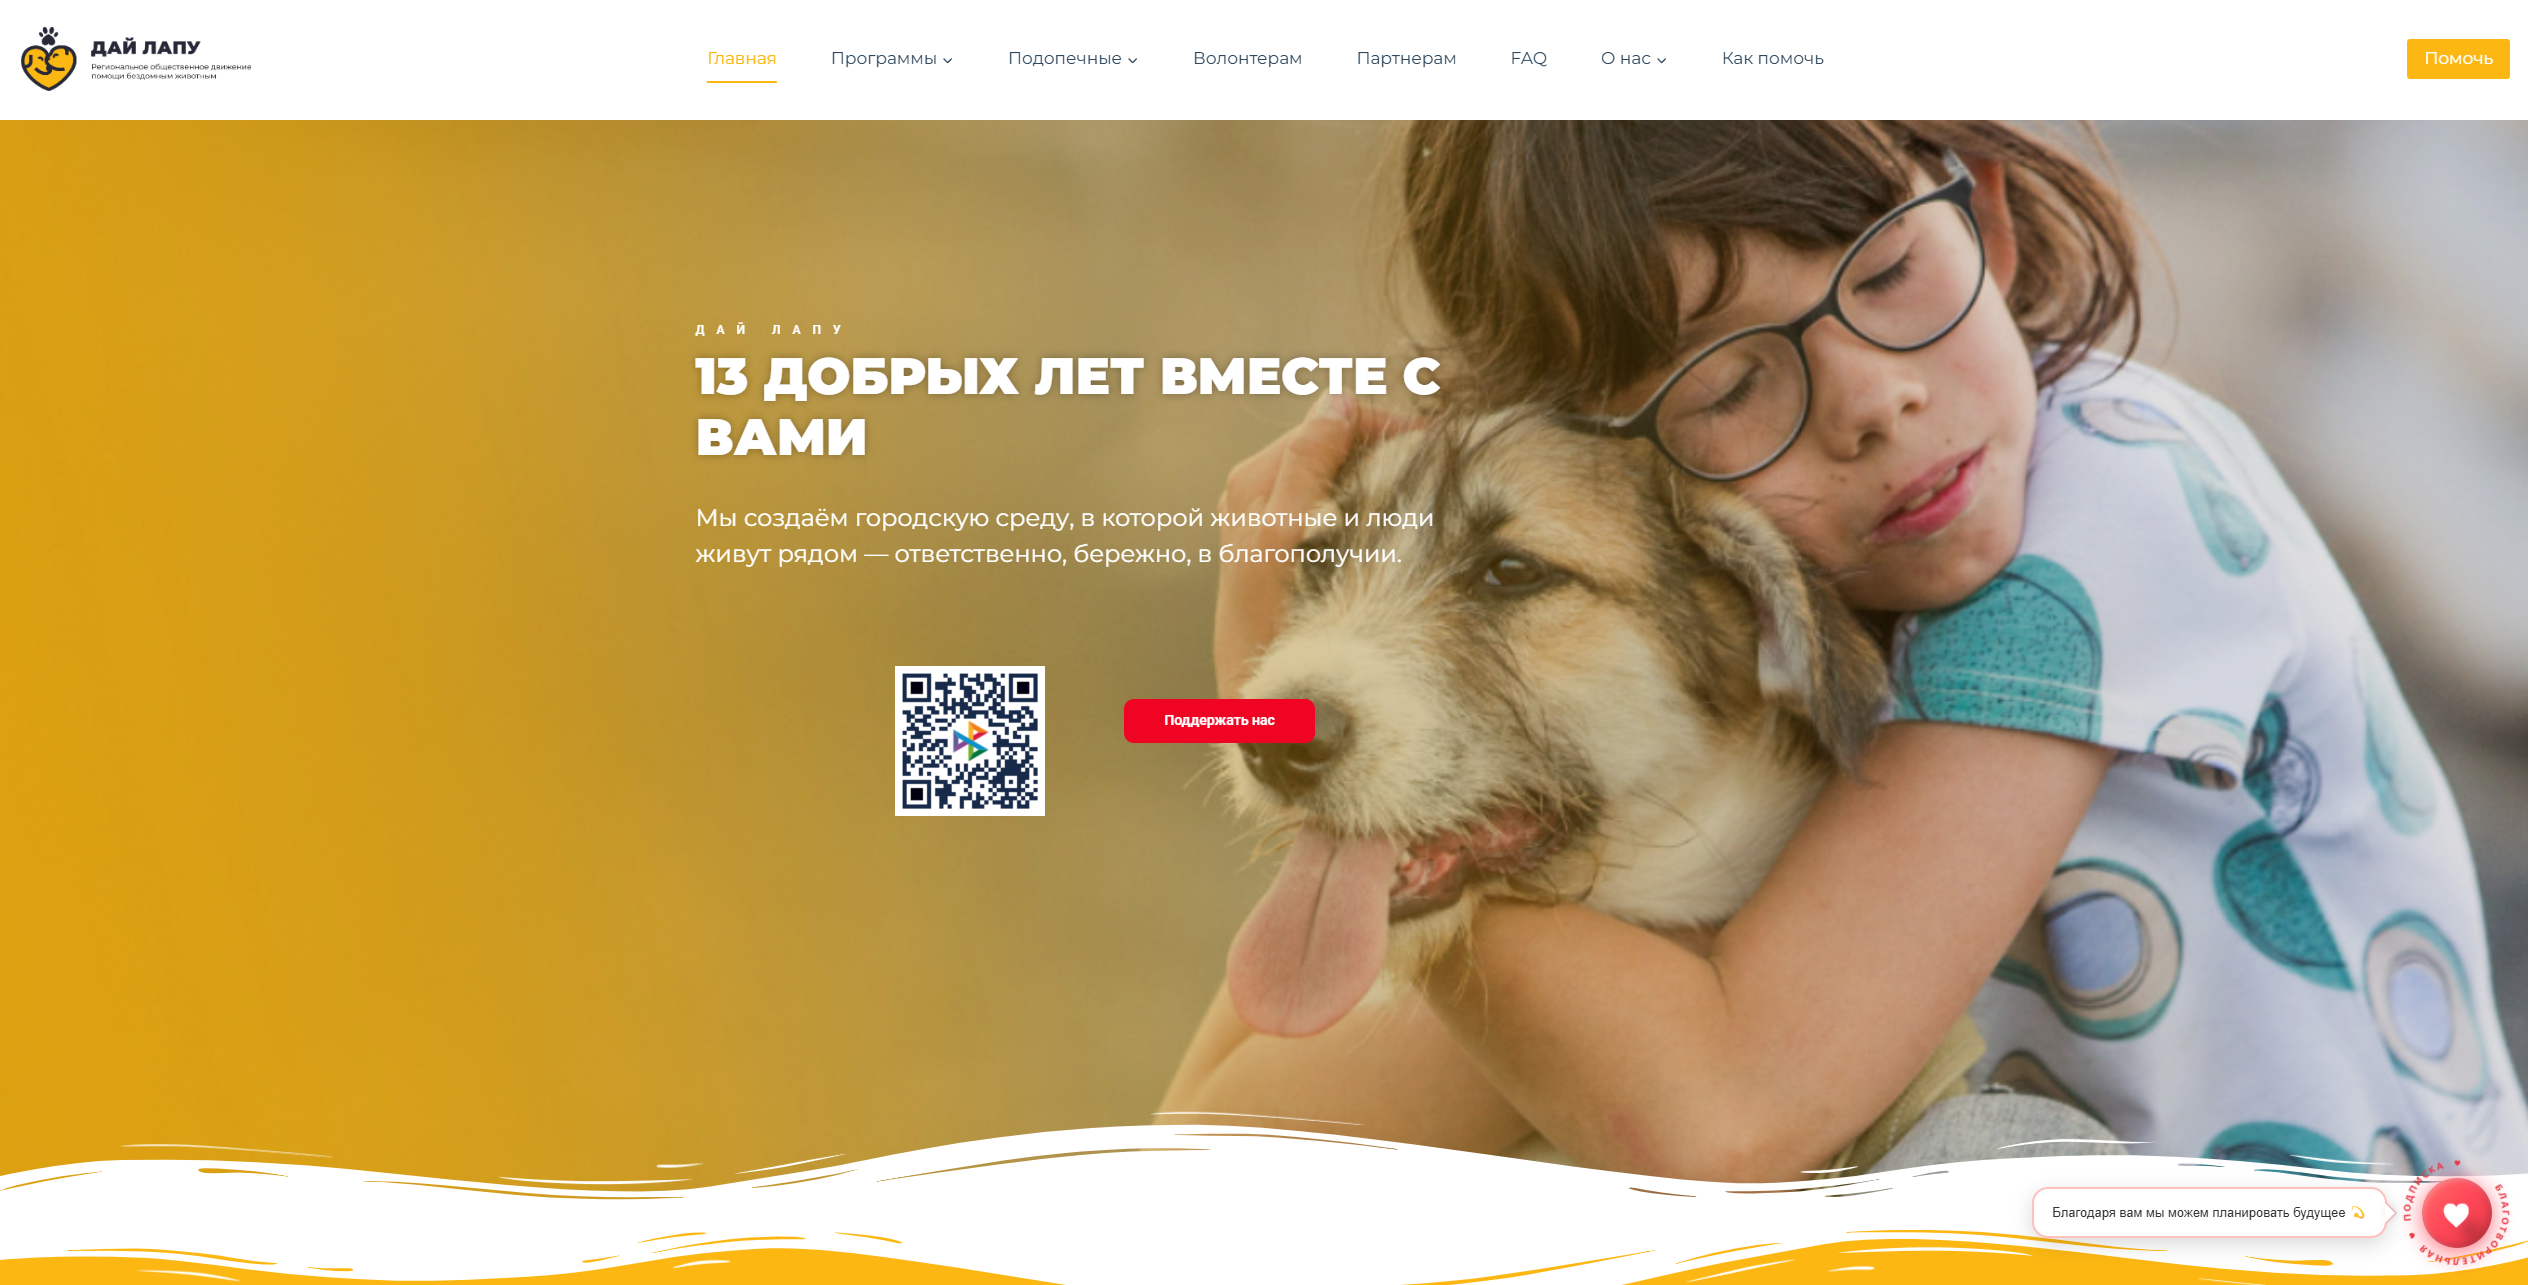 ДАЙ ЛАПУ
Региональное общественное движение
помощи бездомным животным
Главная
Программы
Подопечные
Волонтерам
Партнерам
FAQ
О нас
Как помочь
Помочь
ДАЙ ЛАПУ
13 ДОБРЫХ ЛЕТ ВМЕСТЕ С
ВАМИ
Мы создаём городскую среду, в которой животные и люди
живут рядом — ответственно, бережно, в благополучии.
Поддержать нас
Благодаря вам мы можем планировать будущее 💫
БЛАГОТВОРИТЕЛЬНАЯ ♥ ПОДПИСКА ♥